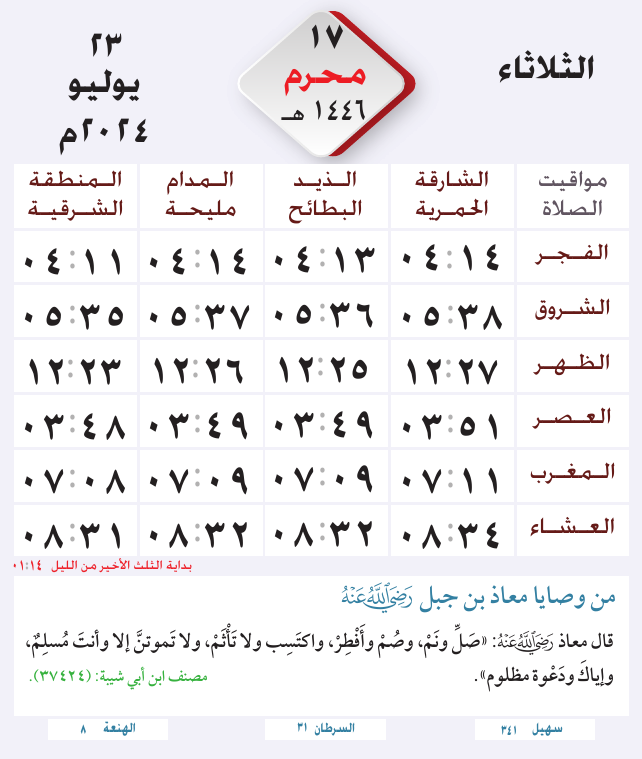 الثلاثاء
١٧
محرم
١٤٤٦ هـ
٢٣
يوليو
٢٠٢٤م
مواقيت الصلاة | الشارقة الحمرية | الذيد البطائح | المدام مليحة | المنطقة الشرقية
الفجر ٠٤:١٤ ٠٤:١٣ ٠٤:١٤ ٠٤:١١
الشروق ٠٥:٣٨ ٠٥:٣٦ ٠٥:٣٧ ٠٥:٣٥
الظهر ١٢:٢٧ ١٢:٢٥ ١٢:٢٦ ١٢:٢٣
العصر ٠٣:٥١ ٠٣:٤٩ ٠٣:٤٩ ٠٣:٤٨
المغرب ٠٧:١١ ٠٧:٠٩ ٠٧:٠٩ ٠٧:٠٨
العشاء ٠٨:٣٤ ٠٨:٣٢ ٠٨:٣٢ ٠٨:٣١
بداية الثلث الأخير من الليل ٠١:١٤
من وصايا معاذ بن جبل رَضِيَ اللَّهُ عَنْهُ
قال معاذ رَضِيَ اللَّهُ عَنْهُ: «صَلِّ ونَمْ، وصُمْ وأَفْطِرْ، واكتَسِب ولا تَأْثَمْ، ولا تَموتنَّ إلا وأنتَ مُسلِمٌ،
وإياكَ ودَعْوة مظلوم». مصنف ابن أبي شيبة: (٣٧٤٢٤).
سهيل ٣٤١ السرطان ٣١ الهنعة ٨